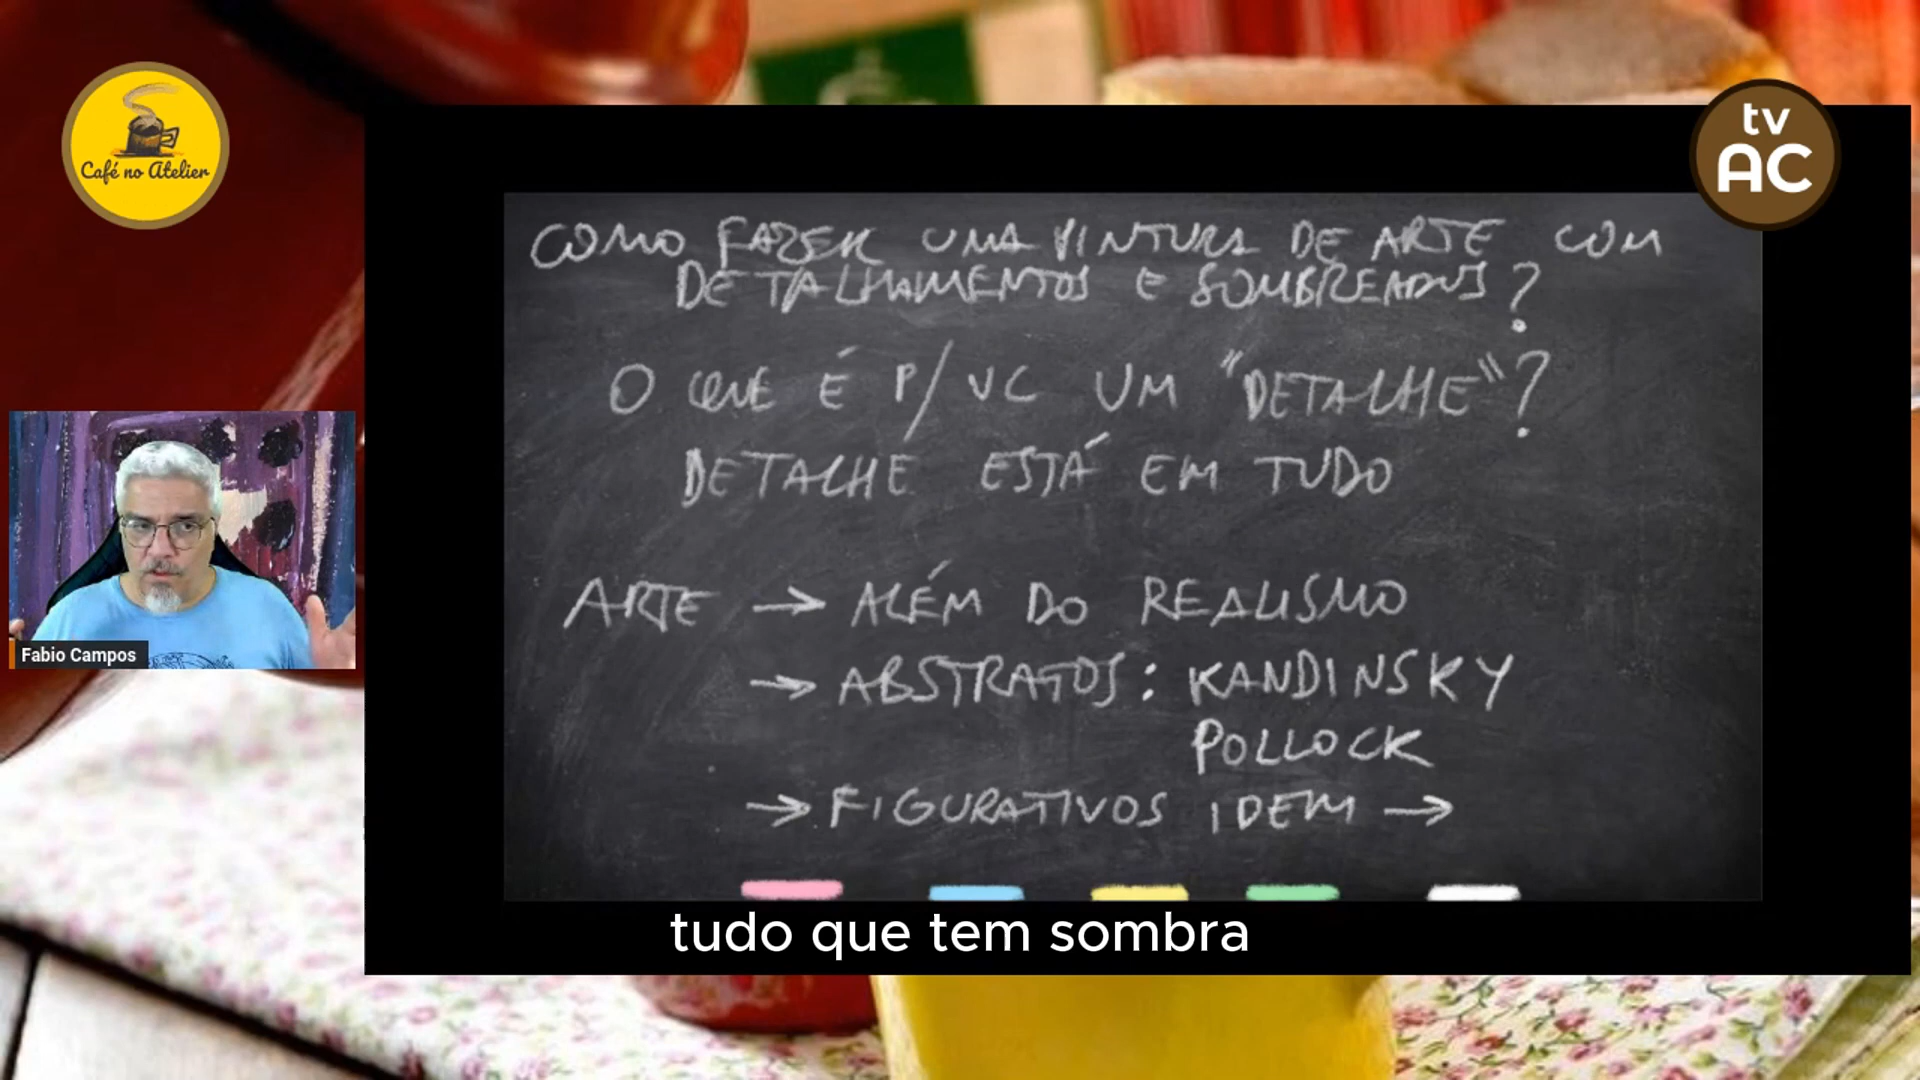 Café no Atelier
tv
AC
COMO FAZER UMA PINTURA DE ARTE COM
DETALHAMENTOS E SOMBREADOS?
O QUE É P/ VC UM "DETALHE"?
DETALHE ESTÁ EM TUDO
ARTE → ALÉM DO REALISMO
→ ABSTRATOS: KANDINSKY
POLLOCK
→ FIGURATIVOS IDEM →
Fabio Campos
tudo que tem sombra